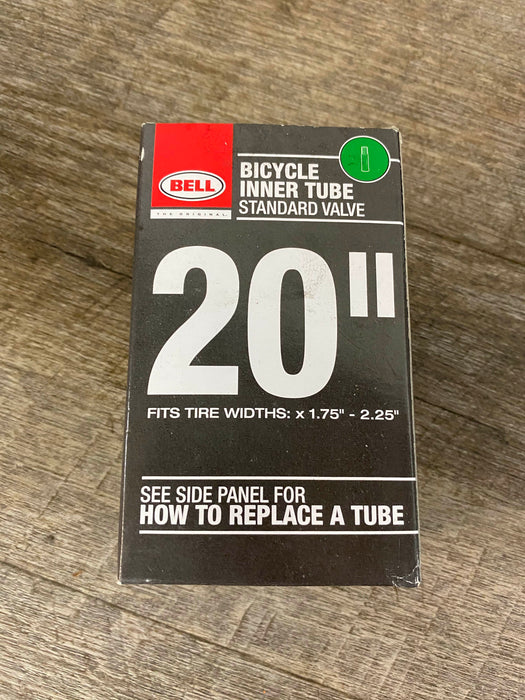 BELL
THE ORIGINAL.
BICYCLE
INNER TUBE
STANDARD VALVE
20"
FITS TIRE WIDTHS: x 1.75" - 2.25"
SEE SIDE PANEL FOR
HOW TO REPLACE A TUBE